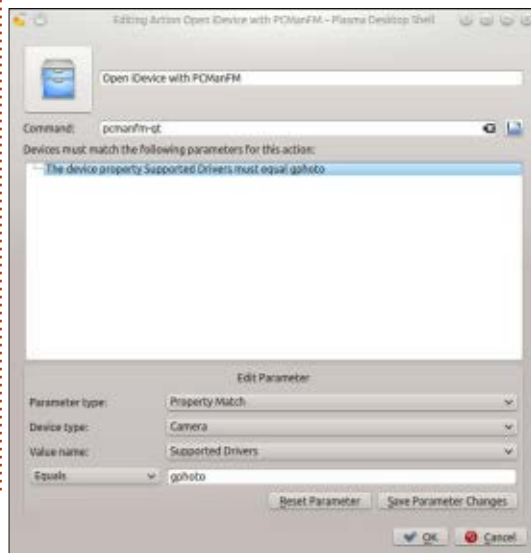 Editing Action Open iDevice with PCManFM – Plasma Desktop Shell
Open iDevice with PCManFM
Command: pcmanfm-qt
Devices must match the following parameters for this action:
The device property Supported Drivers must equal gphoto
Edit Parameter
Parameter type: Property Match
Device type: Camera
Value name: Supported Drivers
Equals gphoto
Reset Parameter Save Parameter Changes
OK Cancel